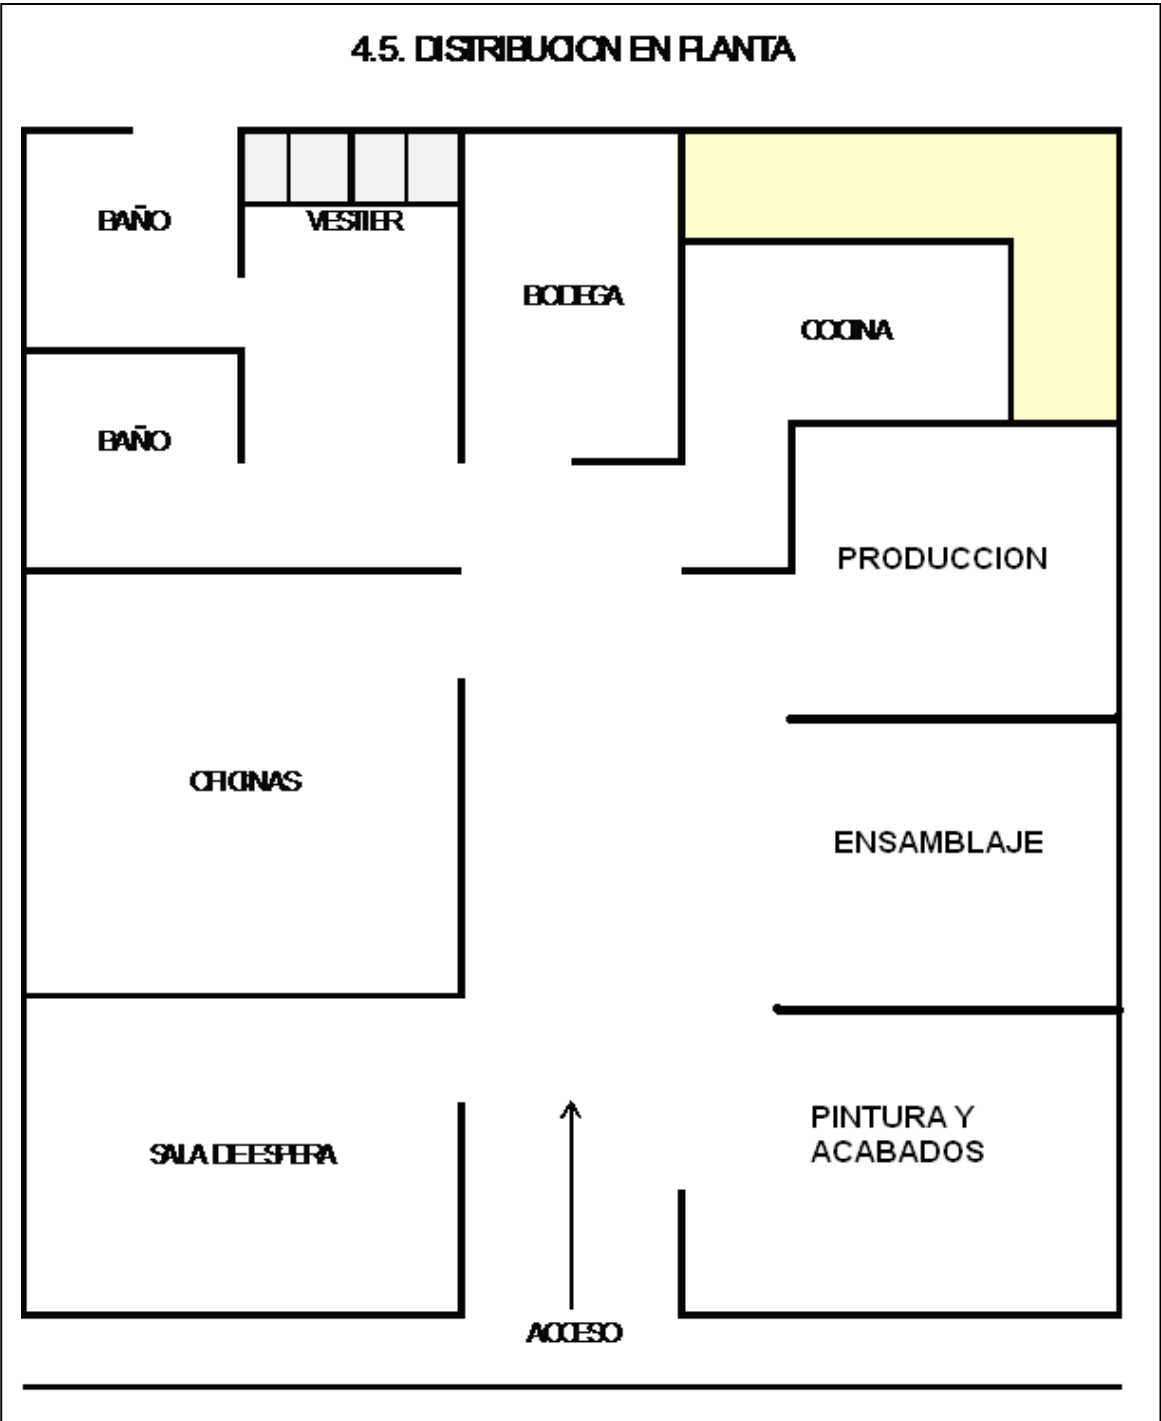 4.5. DISTRIBUCION EN PLANTA
BAÑO
VESTIER
BODEGA
COCINA
BAÑO
PRODUCCION
OFICINAS
ENSAMBLAJE
PINTURA Y
ACABADOS
SALA DE ESPERA
ACCESO